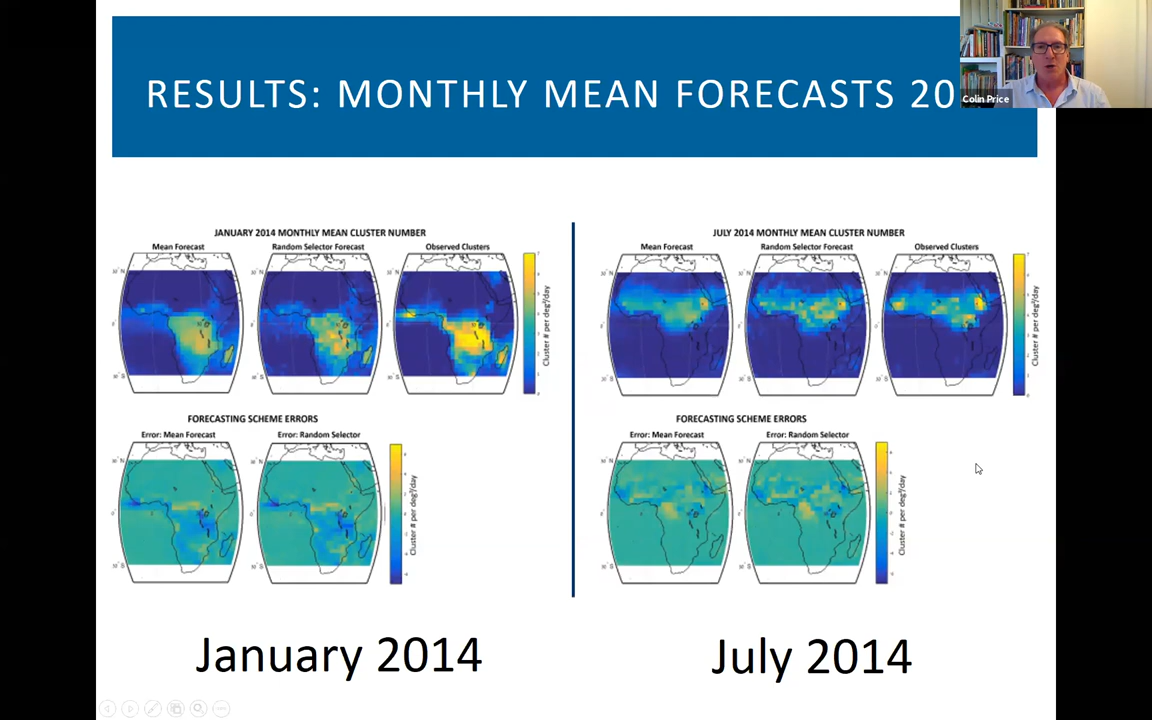 RESULTS: MONTHLY MEAN FORECASTS 20
Colin Price
JANUARY 2014 MONTHLY MEAN CLUSTER NUMBER
Mean Forecast
Random Selector Forecast
Observed Clusters
Cluster # per deg²/day
FORECASTING SCHEME ERRORS
Error: Mean Forecast
Error: Random Selector
Cluster # per deg²/day
January 2014
JULY 2014 MONTHLY MEAN CLUSTER NUMBER
Mean Forecast
Random Selector Forecast
Observed Clusters
Cluster # per deg²/day
FORECASTING SCHEME ERRORS
Error: Mean Forecast
Error: Random Selector
Cluster # per deg²/day
July 2014